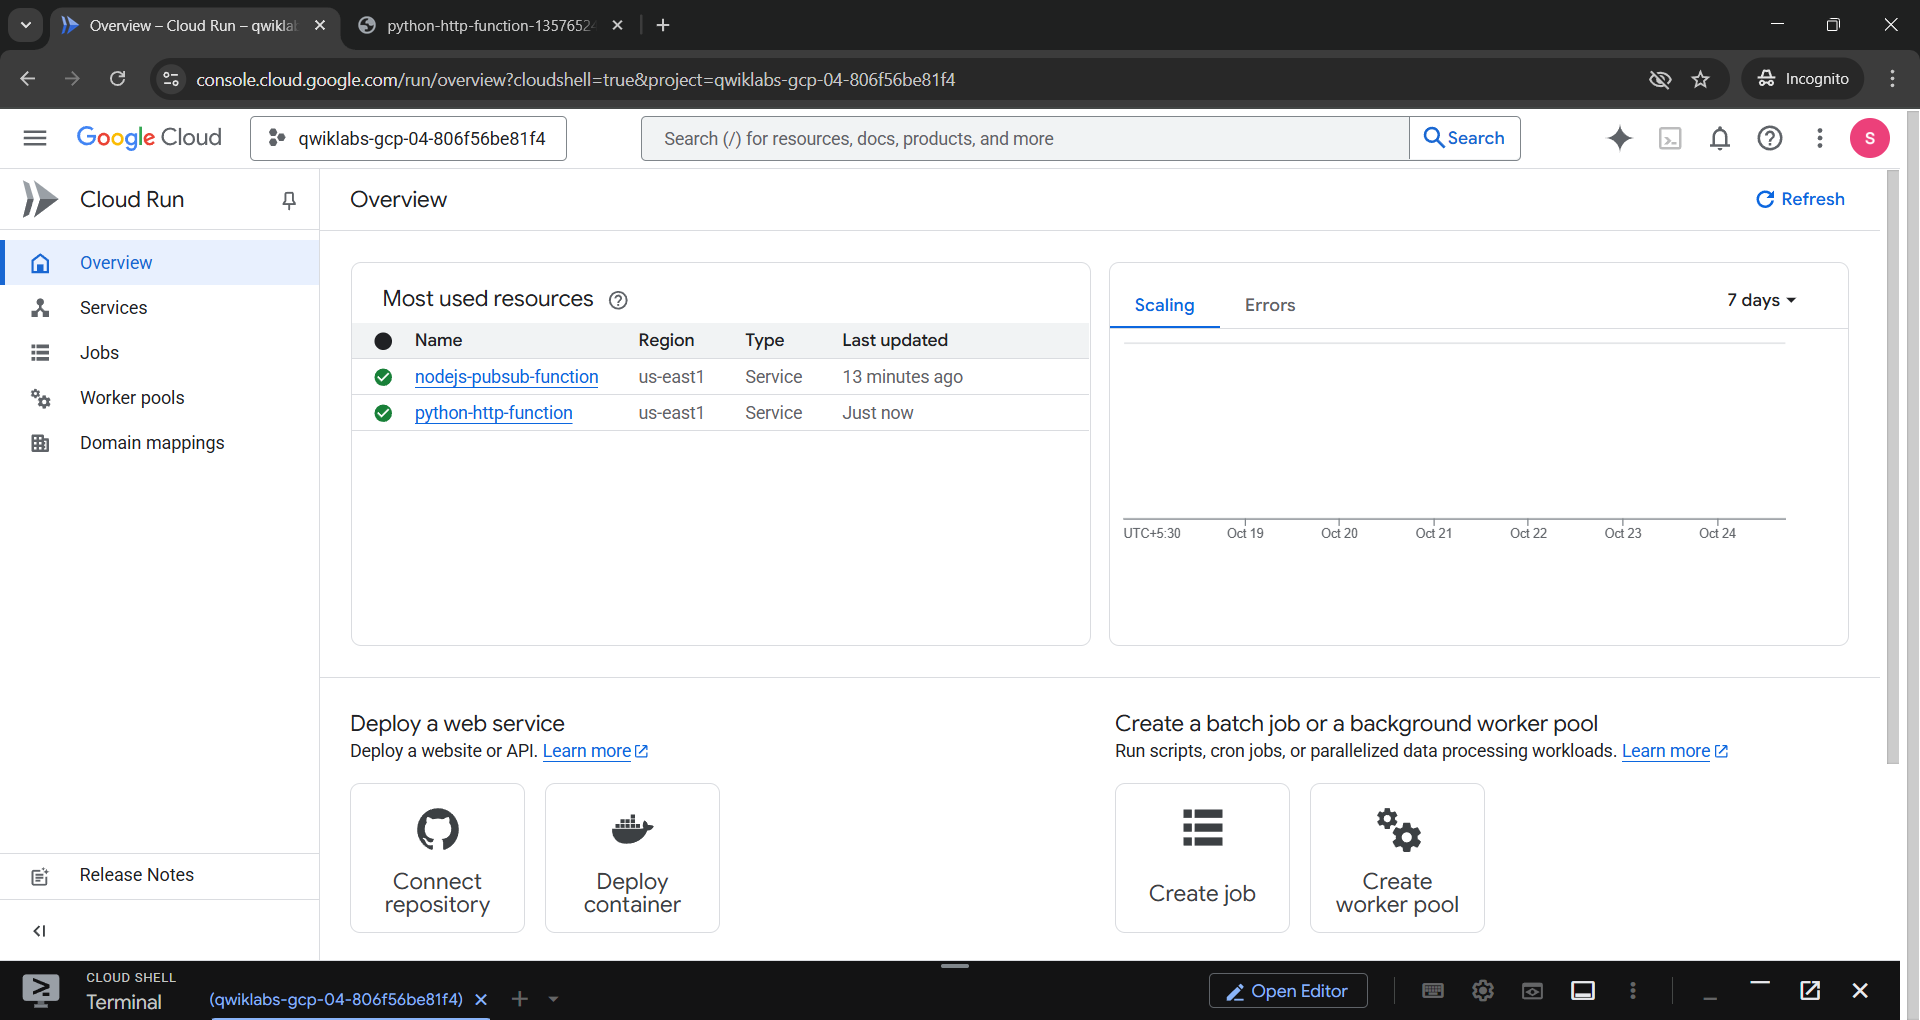 Overview – Cloud Run – qwikla
python-http-function-1357652
console.cloud.google.com/run/overview?cloudshell=true&project=qwiklabs-gcp-04-806f56be81f4
Incognito
Google Cloud
qwiklabs-gcp-04-806f56be81f4
Search (/) for resources, docs, products, and more
Search
S
Cloud Run
Overview
Refresh
Overview
Services
Jobs
Worker pools
Domain mappings
Release Notes
Most used resources
Name Region Type Last updated
nodejs-pubsub-function us-east1 Service 13 minutes ago
python-http-function us-east1 Service Just now
Scaling Errors 7 days
UTC+5:30 Oct 19 Oct 20 Oct 21 Oct 22 Oct 23 Oct 24
Deploy a web service
Deploy a website or API. Learn more
Connect
repository
Deploy
container
Create a batch job or a background worker pool
Run scripts, cron jobs, or parallelized data processing workloads. Learn more
Create job
Create
worker pool
CLOUD SHELL
Terminal
(qwiklabs-gcp-04-806f56be81f4)
Open Editor